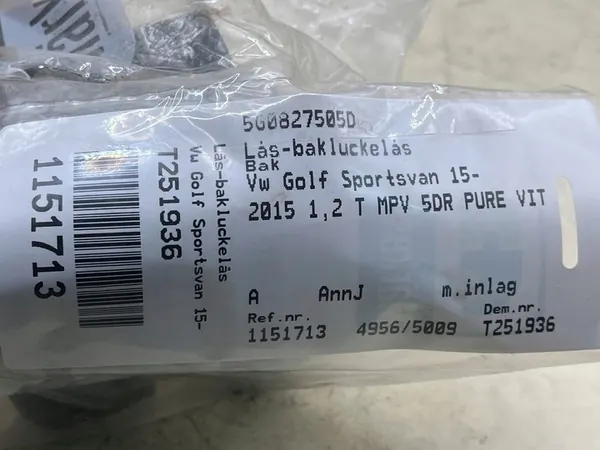 5G0827505D
Lås-bakluckelås
Bak
Vw Golf Sportsvan 15-
2015 1,2 T MPV 5DR PURE VIT
A AnnJ m.inlag
Ref.nr. Dem.nr.
1151713 4956/5009 T251936
Lås-bakluckelås
Vw Golf Sportsvan 15-
T251936
1151713